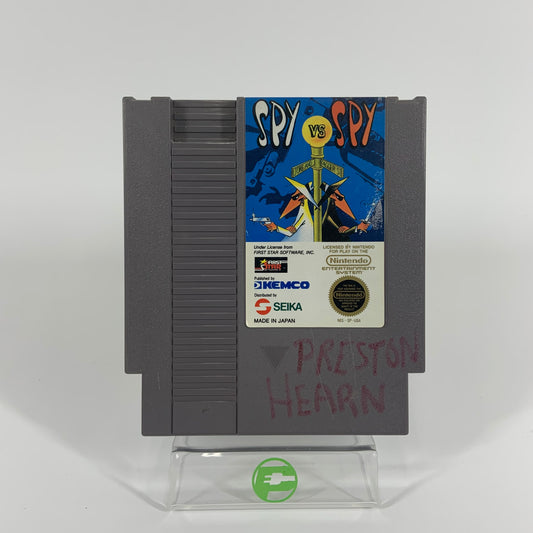 SPY VS SPY
Under License from
FIRST STAR SOFTWARE, INC.
Published by
KEMCO
Distributed by
SEIKA
MADE IN JAPAN
LICENSED BY NINTENDO
FOR PLAY ON THE
Nintendo
ENTERTAINMENT
SYSTEM
Nintendo
NES-SP-USA
PRESTON
HEARN